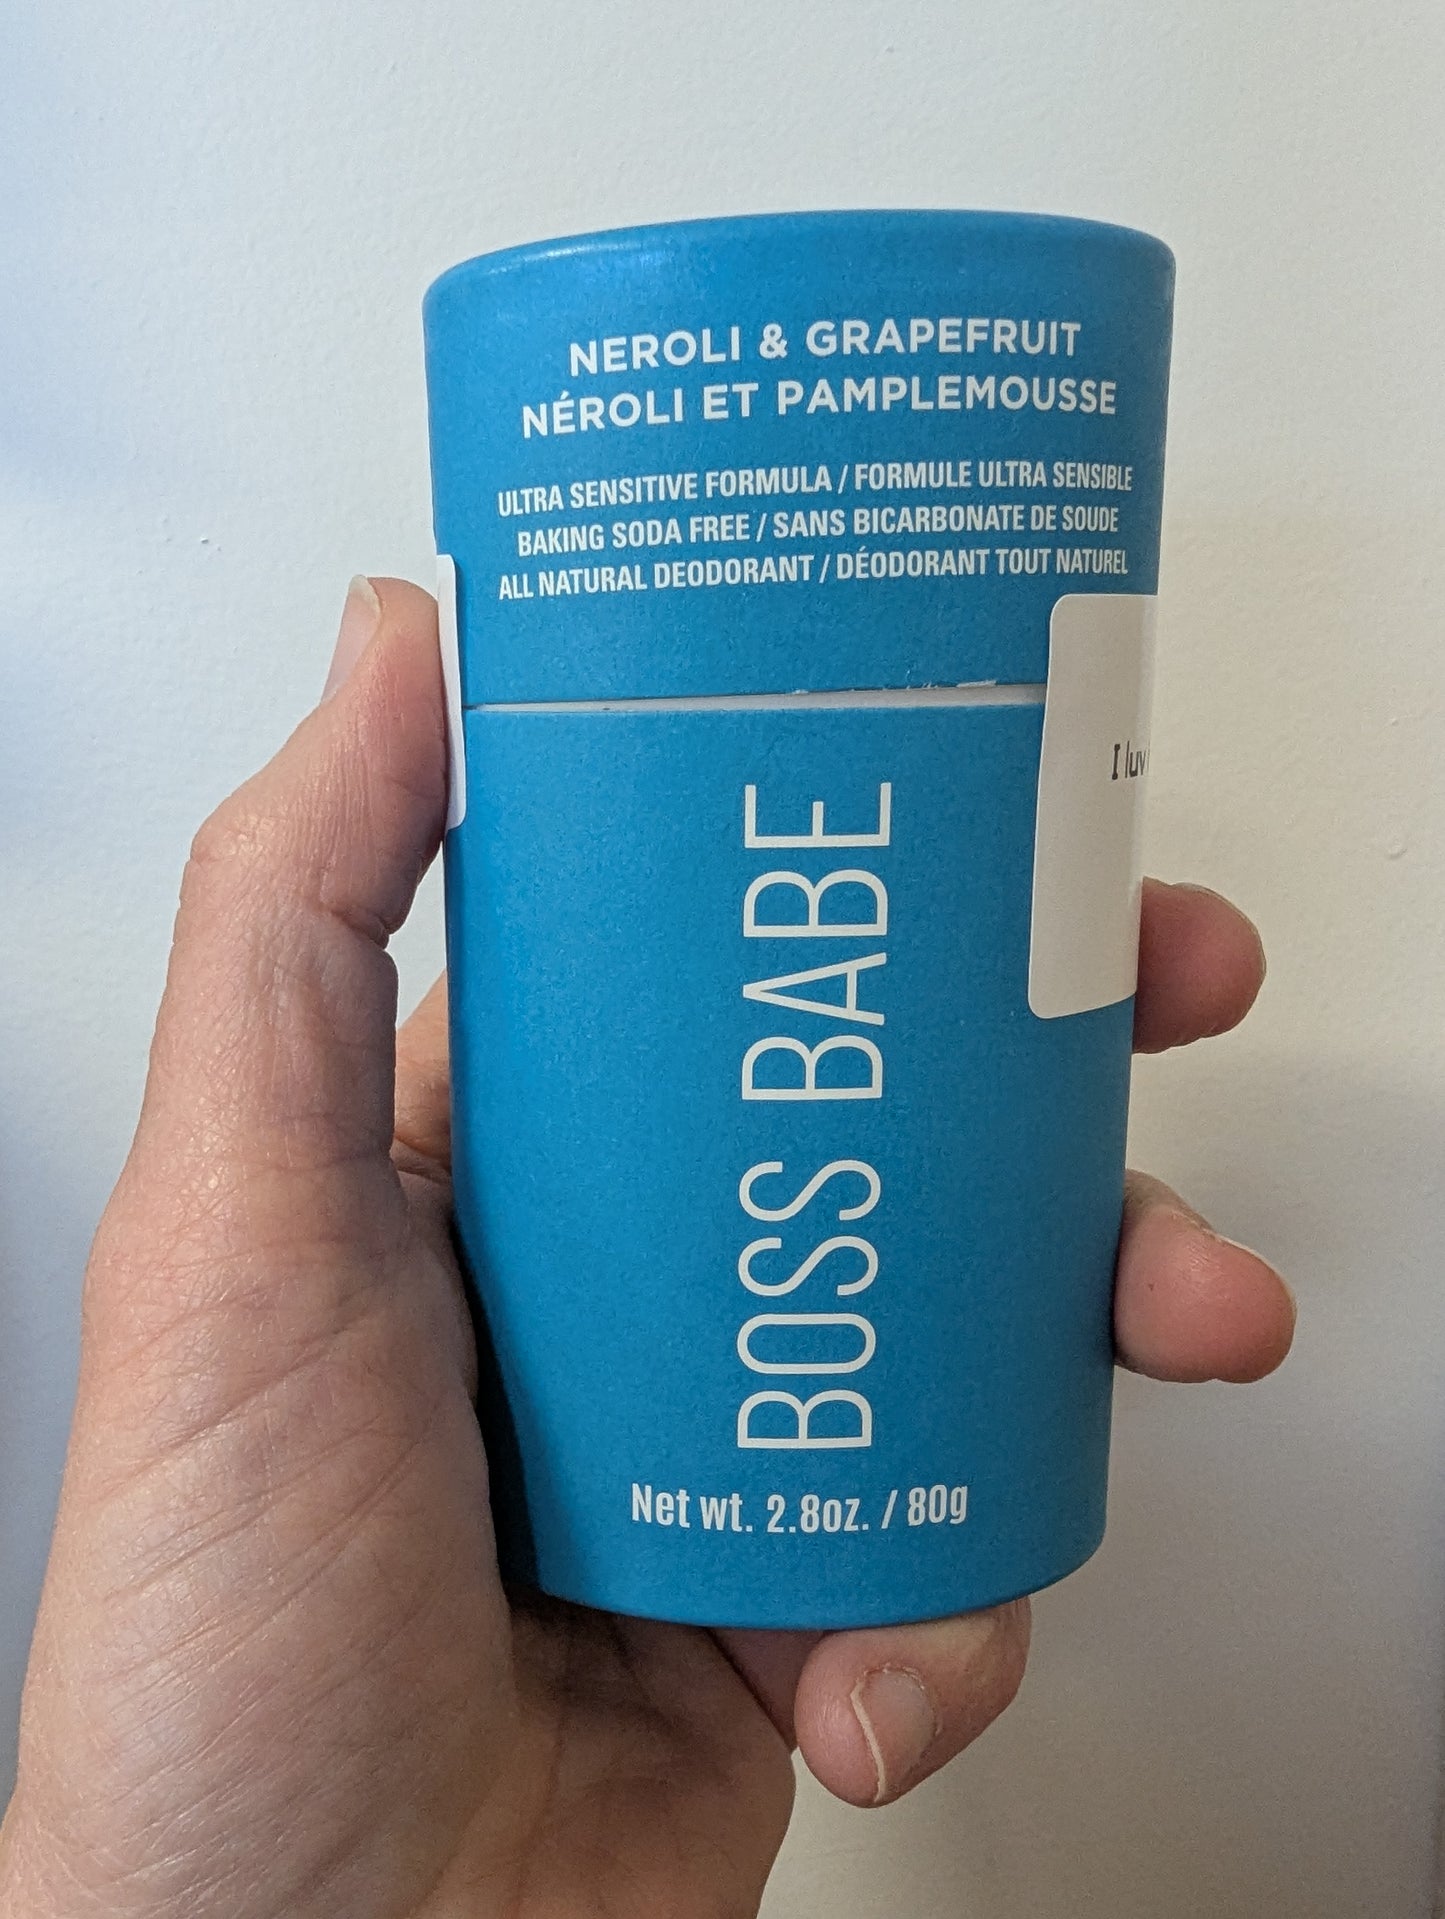 NEROLI & GRAPEFRUIT
NÉROLI ET PAMPLEMOUSSE
ULTRA SENSITIVE FORMULA / FORMULE ULTRA SENSIBLE
BAKING SODA FREE / SANS BICARBONATE DE SOUDE
ALL NATURAL DEODORANT / DÉODORANT TOUT NATUREL
I luv
BOSS BABE
Net wt. 2.8oz. / 80g